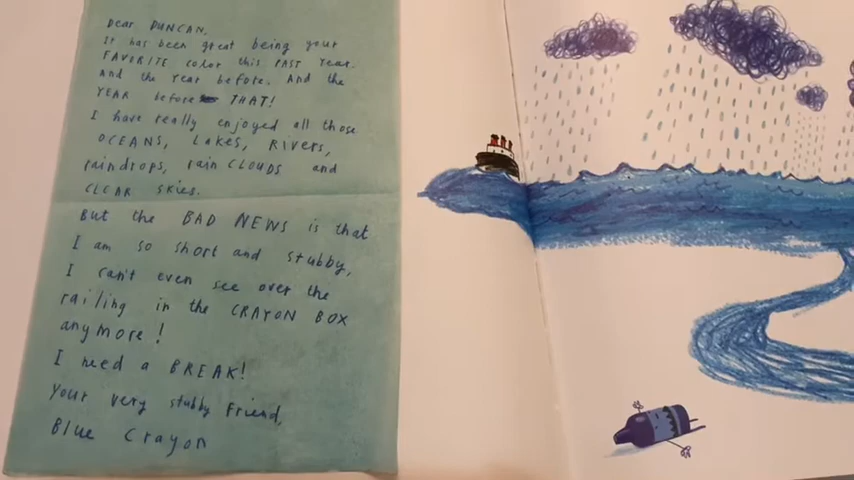 Dear DUNCAN,
It has been great being your
FAVORITE color this PAST Year.
And the Year before. And the
YEAR before THAT!
I have really enjoyed all those
OCEANS, LAKES, RIVERS,
raindrops, rain CLOUDS and
CLEAR skies.
But the BAD NEWS is that
I am so short and stubby,
I can't even see over the
railing in the CRAYON BOX
anymore!
I need a BREAK!
Your very stubby friend,
Blue Crayon